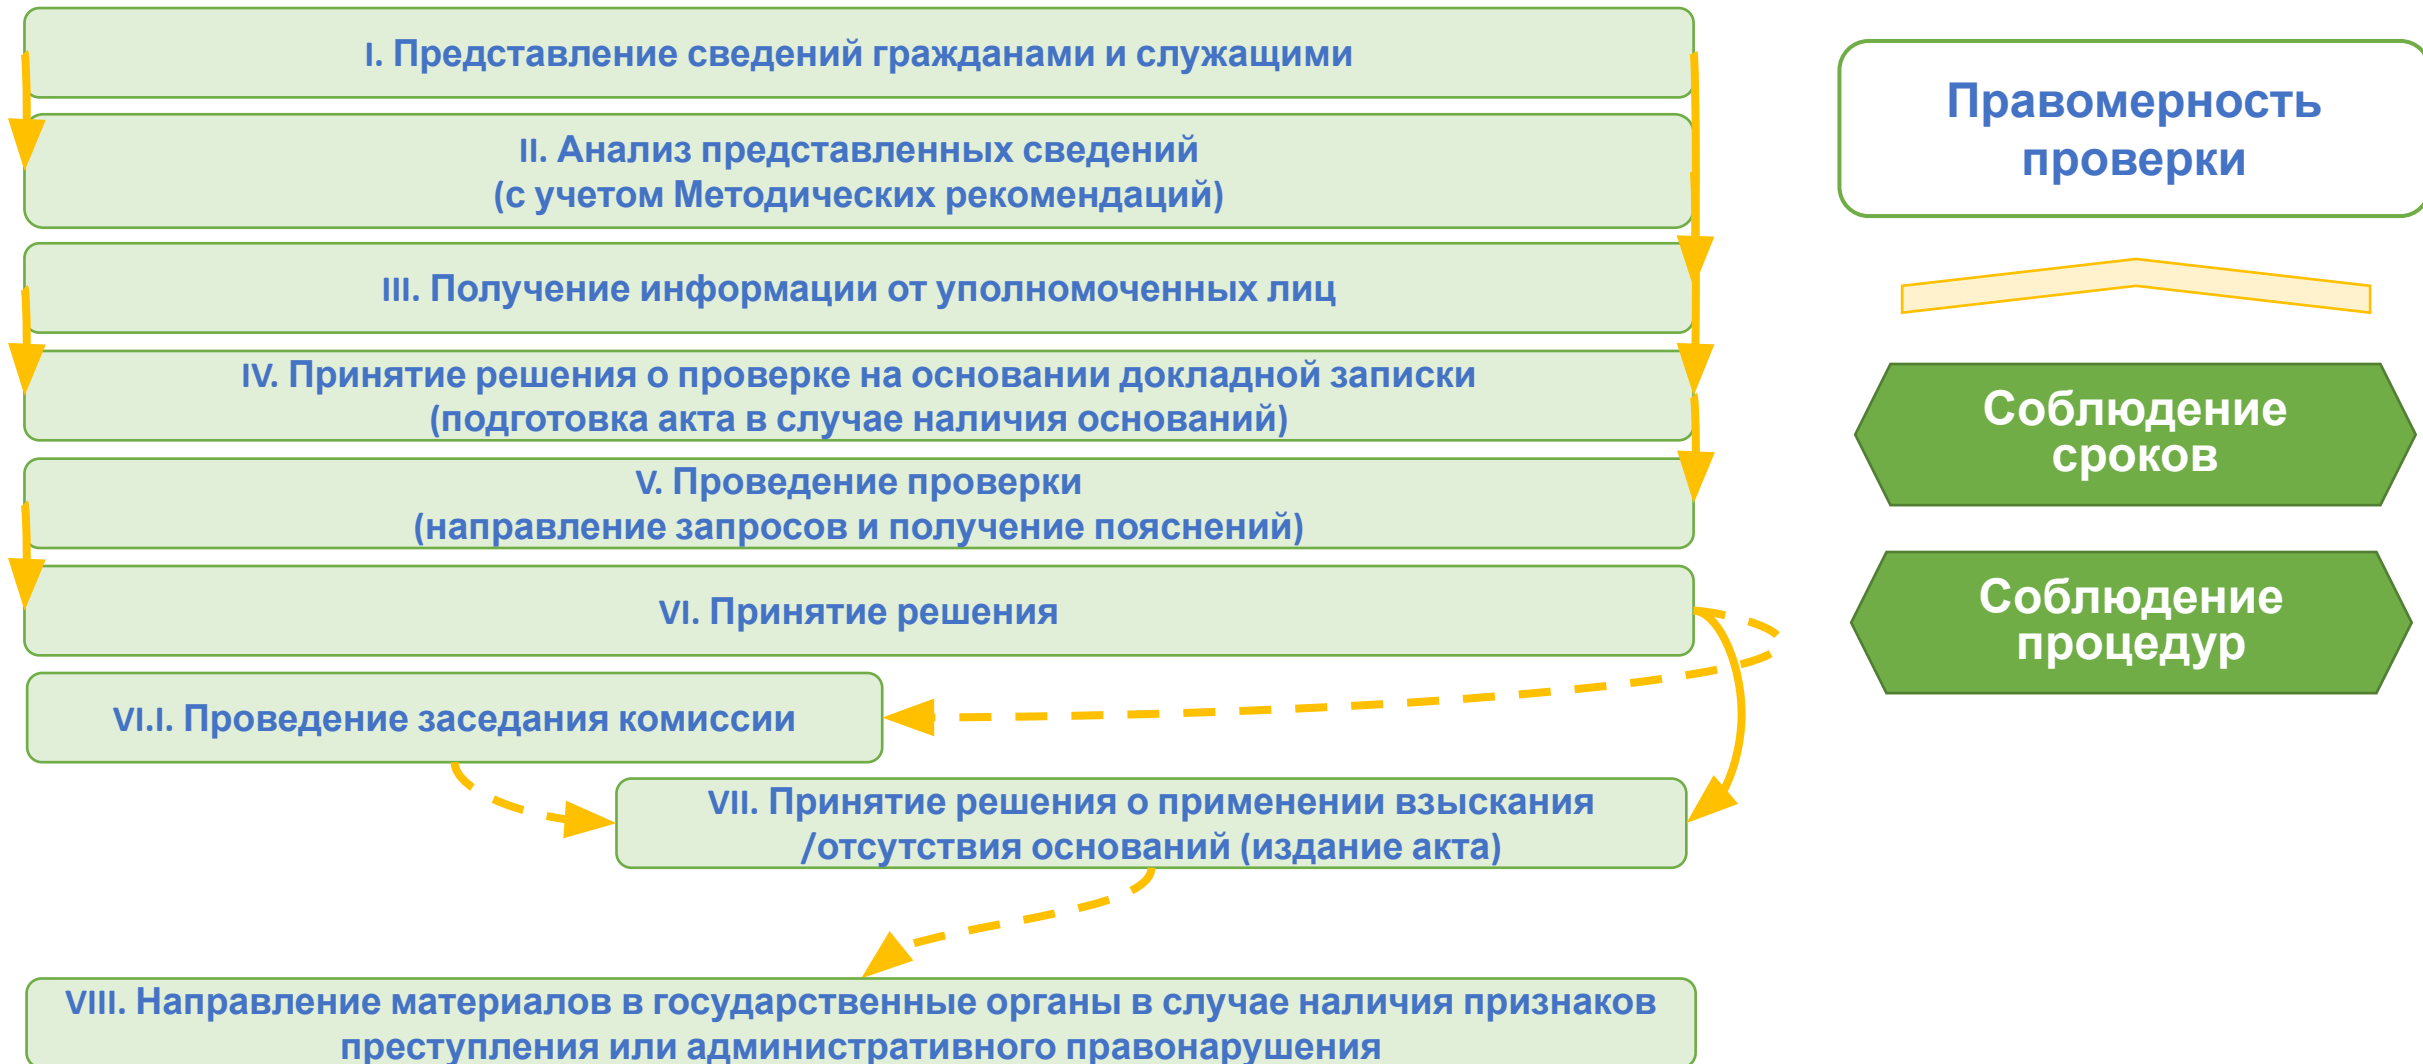 I. Представление сведений гражданами и служащими
II. Анализ представленных сведений
(с учетом Методических рекомендаций)
III. Получение информации от уполномоченных лиц
IV. Принятие решения о проверке на основании докладной записки
(подготовка акта в случае наличия оснований)
V. Проведение проверки
(направление запросов и получение пояснений)
VI. Принятие решения
VI.I. Проведение заседания комиссии
VII. Принятие решения о применении взыскания
/отсутствия оснований (издание акта)
VIII. Направление материалов в государственные органы в случае наличия признаков
преступления или административного правонарушения
Правомерность
проверки
Соблюдение
сроков
Соблюдение
процедур